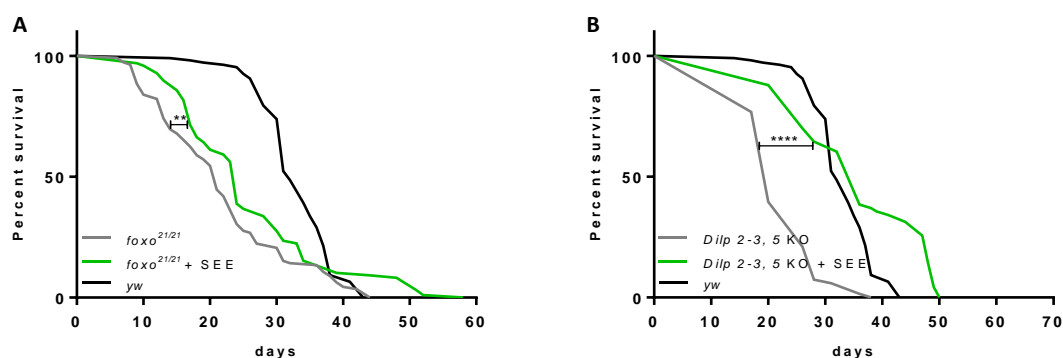 A
B
100
50
0
Percent survival
**
foxo21/21
foxo21/21 + SEE
yw
0 10 20 30 40 50 60
days
100
50
0
Percent survival
****
Dilp 2-3, 5 KO
Dilp 2-3, 5 KO + SEE
yw
0 10 20 30 40 50 60 70
days